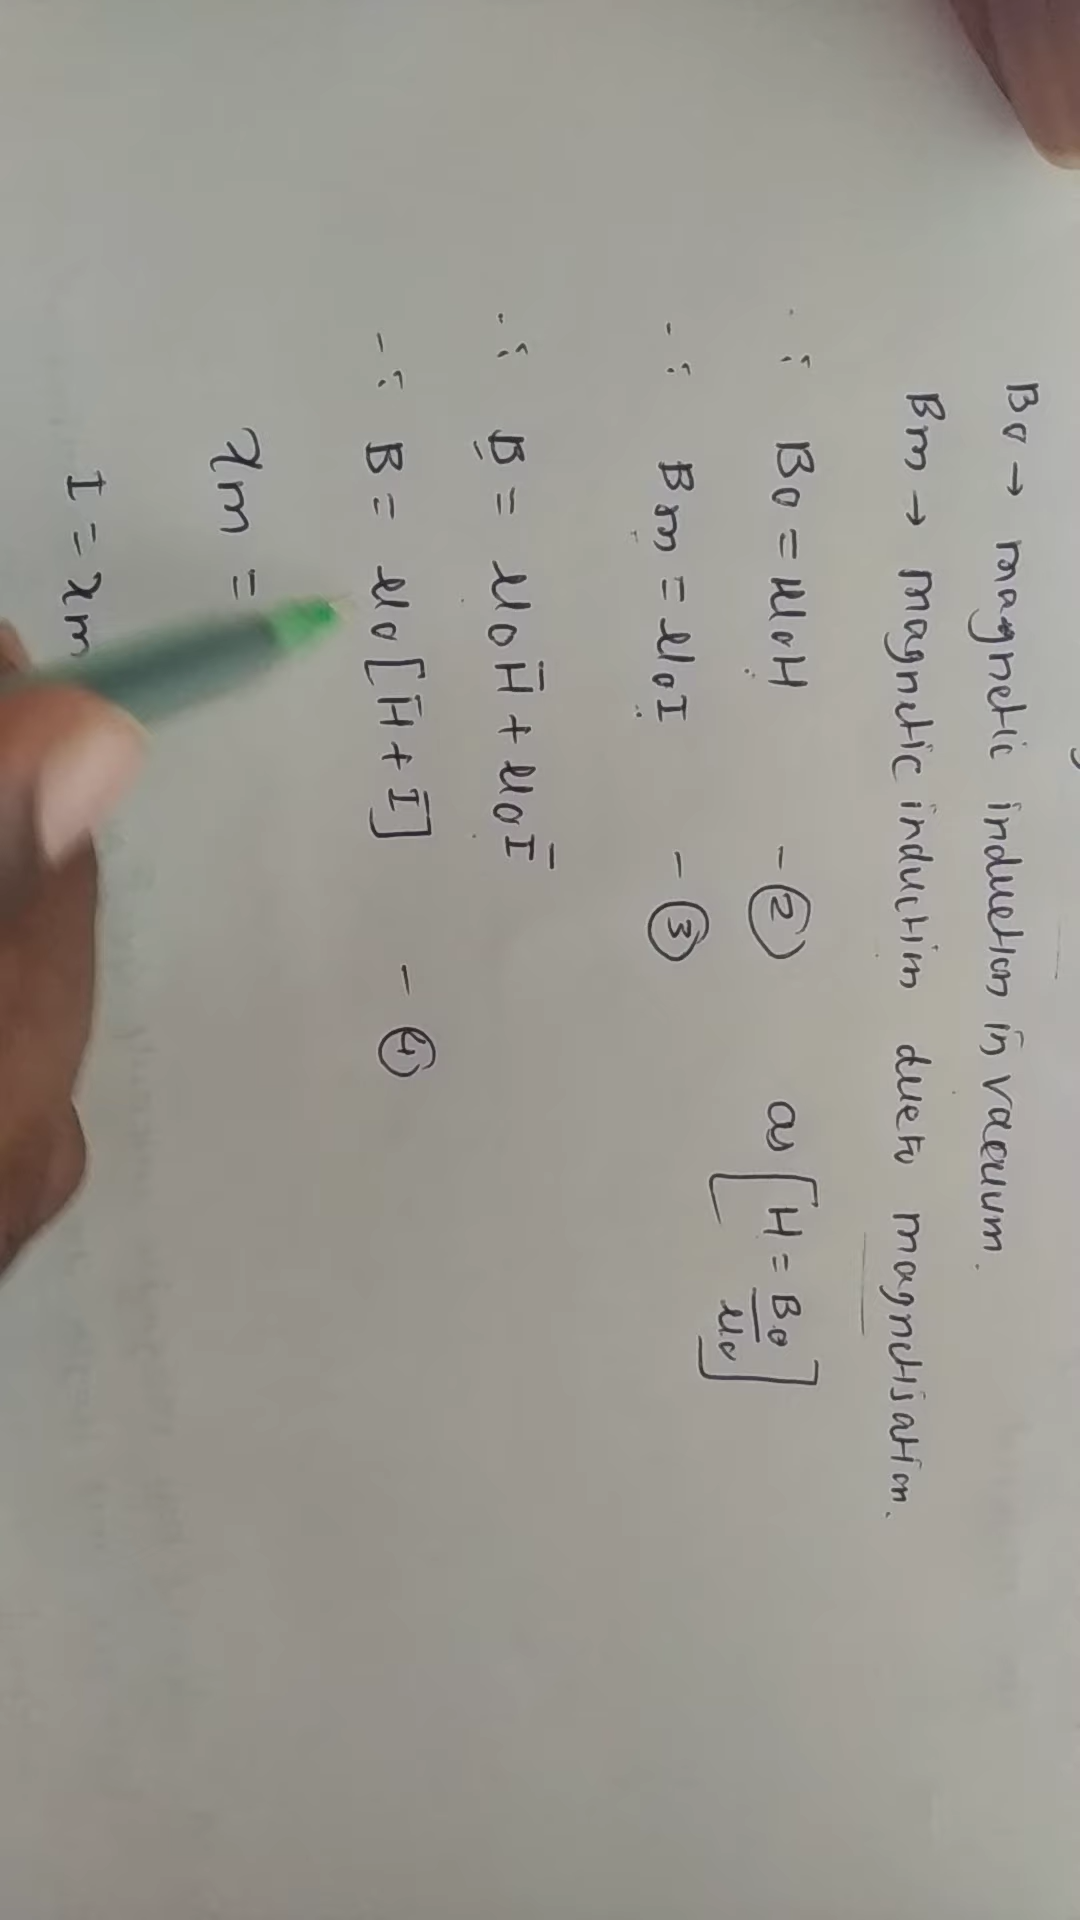 B0 → magnetic induction in vacuum.
Bm → magnetic induction due to magnetisation.
∴ B0 = μ0H - ② as [H = B0/μ0]
∴ Bm = μ0I - ③
∴ B = μ0H̄ + μ0Ī
∴ B = μ0[H̄ + Ī] - ④
χm =
I = χm